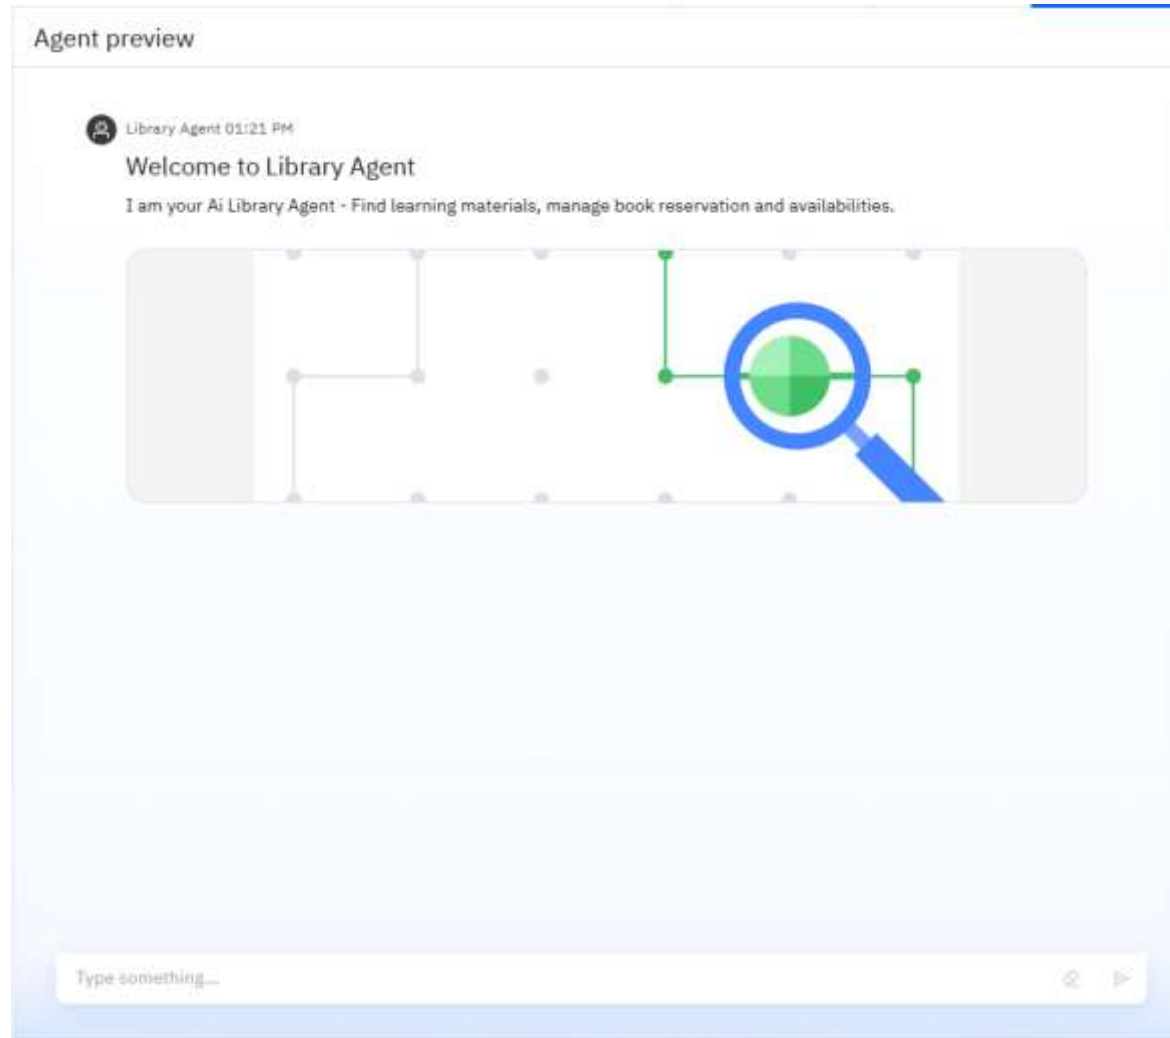 Agent preview
Library Agent 01:21 PM
Welcome to Library Agent
I am your Ai Library Agent - Find learning materials, manage book reservation and availabilities.
Type something...